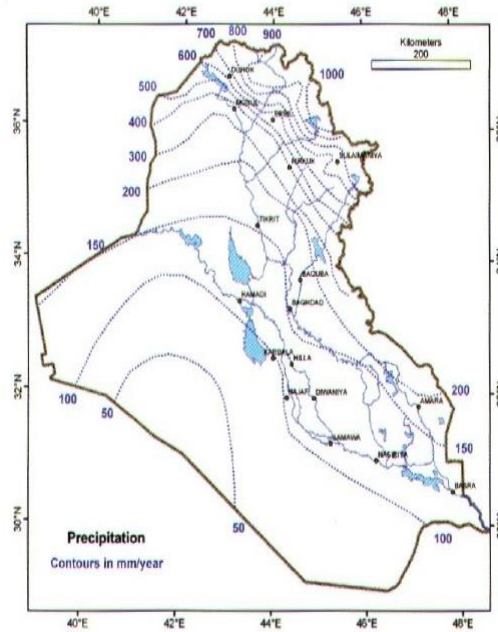 40°E 42°E 44°E 46°E 48°E
700 800 900
Kilometers
200
600
1000
500
400
300
200
150
100
50
50
100
150
200
36°N
34°N
32°N
30°N
DUHOK
MOSUL
ERBIL
KIRKUK
SULAIMANIYA
TIKRIT
BAQUBA
RAMADI
BAGHDAD
KARBALA
HILLA
NAJAF
DIWANIYA
AMARA
SAMAWA
NASIRIYA
BASRA
Precipitation
Contours in mm/year
40°E 42°E 44°E 46°E 48°E